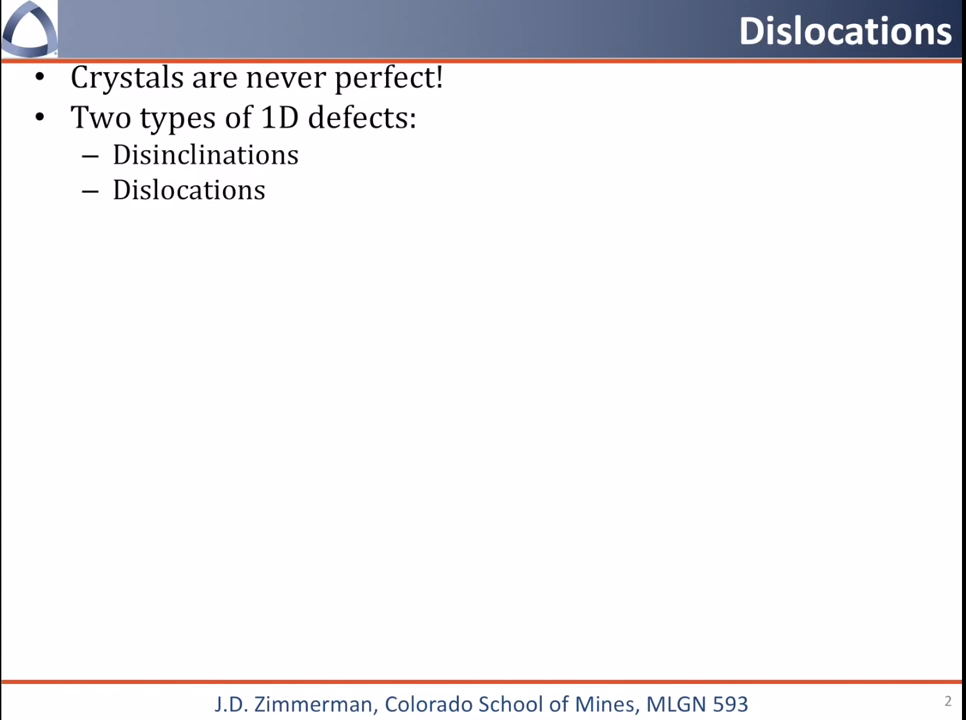 Dislocations
• Crystals are never perfect!
• Two types of 1D defects:
– Disinclinations
– Dislocations
J.D. Zimmerman, Colorado School of Mines, MLGN 593
2